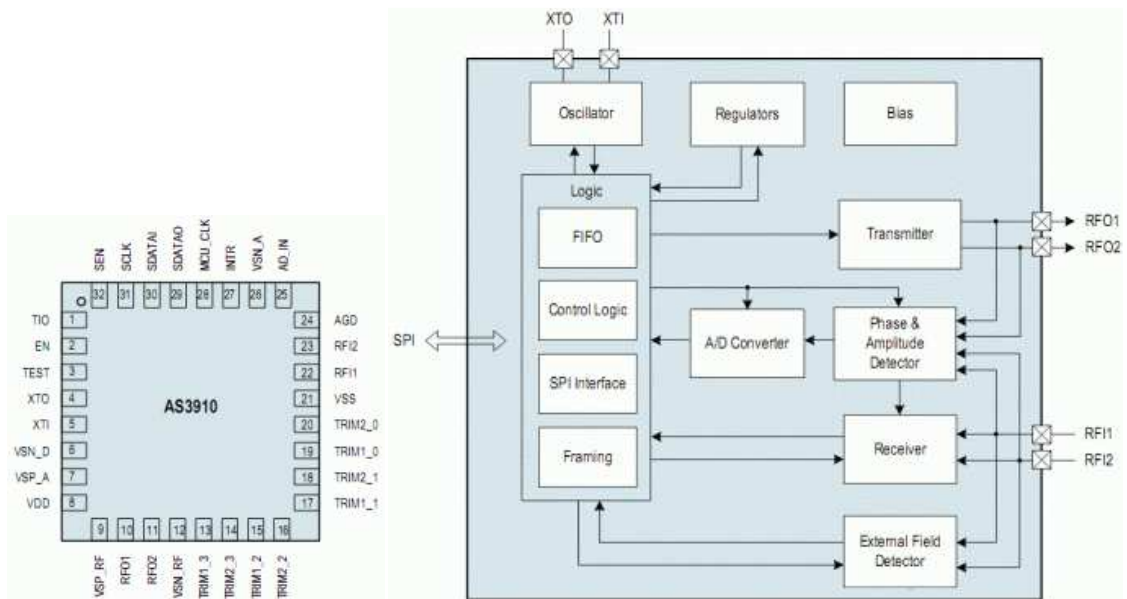 XTO XTI
Oscillator
Regulators
Bias
Logic
FIFO
Transmitter
RFO1
RFO2
Control Logic
A/D Converter
Phase &
Amplitude
Detector
SPI
SPI Interface
Framing
Receiver
RFI1
RFI2
External Field
Detector
SEN
SCLK
SDATAI
SDATAO
MCU_CLK
INTR
VSN_A
AD_IN
32 31 30 29 28 27 26 25
TIO 1
EN 2
TEST 3
XTO 4
XTI 5
VSN_D 6
VSP_A 7
VDD 8
AS3910
24 AGD
23 RFI2
22 RFI1
21 VSS
20 TRIM2_0
19 TRIM1_0
18 TRIM2_1
17 TRIM1_1
9 10 11 12 13 14 15 16
VSP_RF
RFO1
RFO2
VSN_RF
TRIM1_3
TRIM2_3
TRIM1_2
TRIM2_2